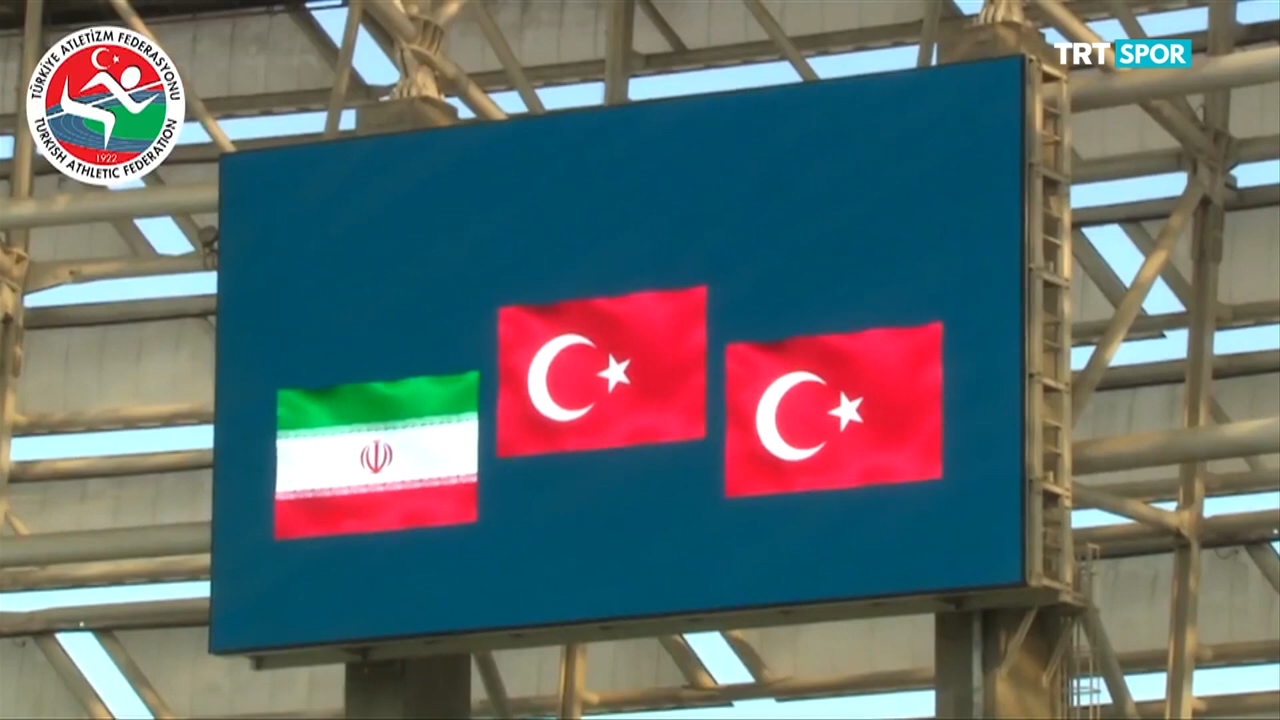 TÜRKİYE ATLETİZM FEDERASYONU
1922
TURKISH ATHLETIC FEDERATION
TRT SPOR